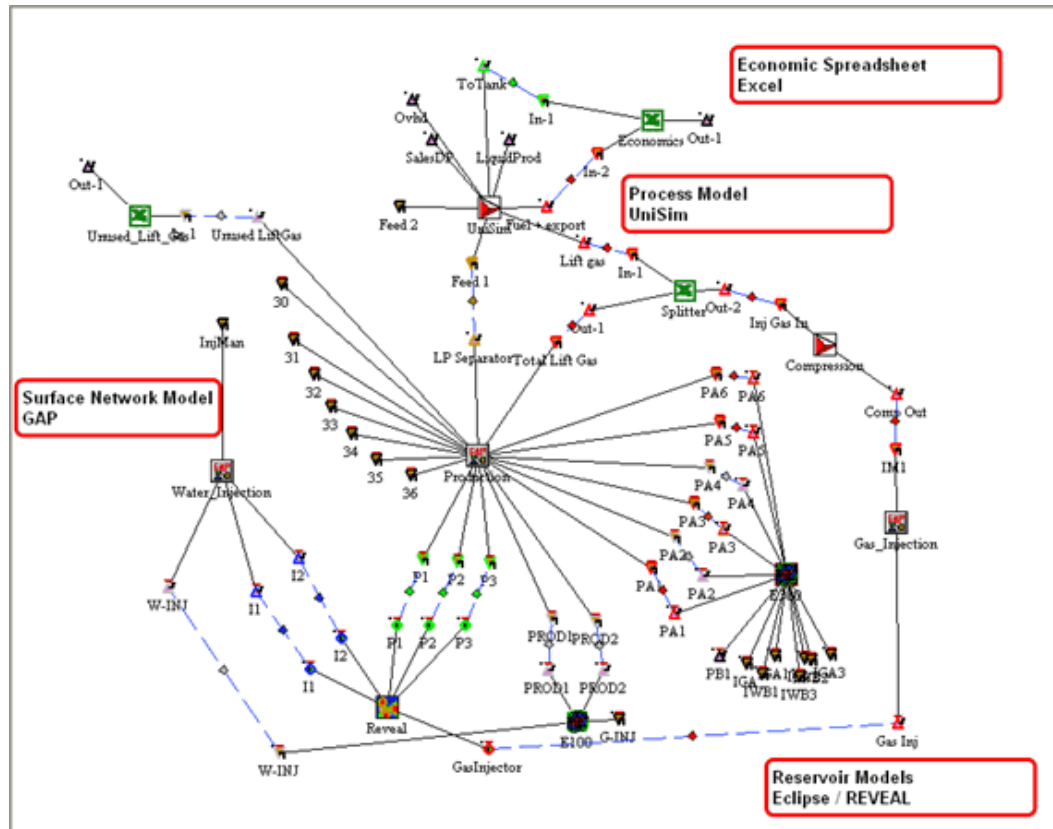 Economic Spreadsheet
Excel
ToTank
Ovhd
In-1
SalesDP
LiquidProd
Economics
Out-1
In-2
Out-1
Process Model
UniSim
Unused_Lift_Gas
Unused LiftGas
Feed 2
UniSim
Fuel + export
Lift gas
In-1
Feed 1
30
Splitter
Out-2
Inj Gas In
Out-1
InjMan
31
LP Separator
Total Lift Gas
Compression
32
PA6
PA6
Surface Network Model
GAP
33
Comp Out
34
PA5
PA5
35
36
Production
IM1
PA4
PA4
Water_Injection
PA3
PA3
Gas_Injection
PA2
P1
P2
P3
I2
PA1
PA2
W-INJ
I1
PA1
PROD1
PROD2
P1
P2
P3
I2
PB1
IGA3
IWB1
IWB3
I1
PROD1
PROD2
Reveal
G-INJ
E100
W-INJ
GasInjector
Gas Inj
Reservoir Models
Eclipse / REVEAL